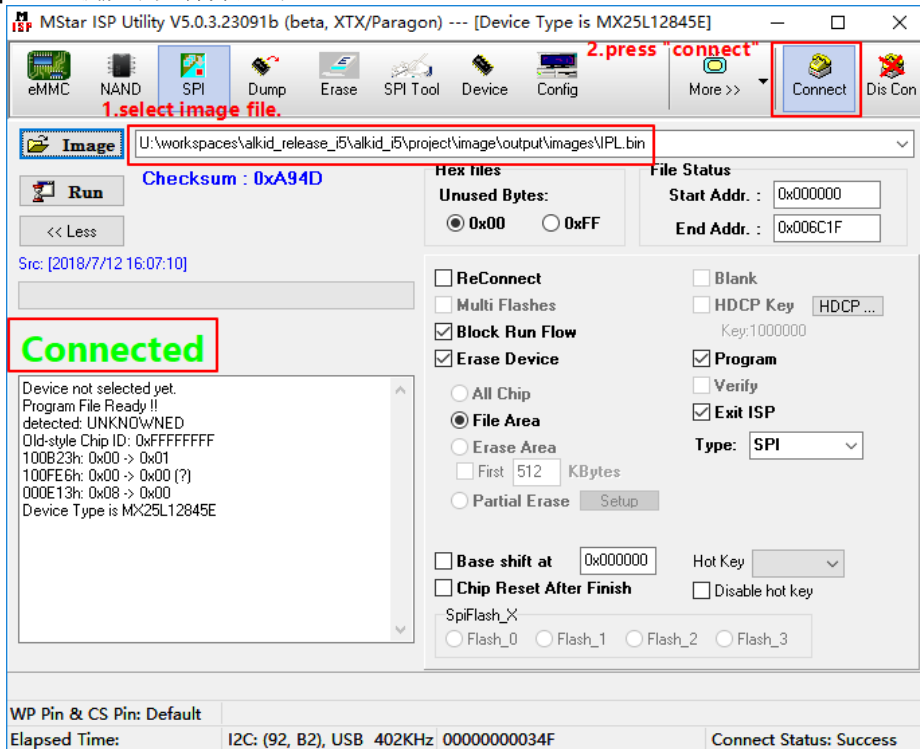 MStar ISP Utility V5.0.3.23091b (beta, XTX/Paragon) --- [Device Type is MX25L12845E]
2.press "connect"
eMMC NAND SPI Dump Erase SPI Tool Device Config More >> Connect Dis Con
1.select image file.
Image U:\workspaces\alkid_release_i5\alkid_i5\project\image\output\images\IPL.bin
Run Checksum : 0xA94D
<< Less
Hex files
Unused Bytes:
0x00 0xFF
File Status
Start Addr. : 0x000000
End Addr. : 0x006C1F
Src: [2018/7/12 16:07:10]
Connected
Device not selected yet.
Program File Ready !!
detected: UNKNOWNED
Old-style Chip ID: 0xFFFFFFFF
100B23h: 0x00 -> 0x01
100FE6h: 0x00 -> 0x00 (?)
000E13h: 0x08 -> 0x00
Device Type is MX25L12845E
ReConnect
Multi Flashes
Block Run Flow
Erase Device
All Chip
File Area
Erase Area
First 512 KBytes
Partial Erase Setup
Blank
HDCP Key HDCP ...
Key:1000000
Program
Verify
Exit ISP
Type: SPI
Base shift at 0x000000 Hot Key
Chip Reset After Finish Disable hot key
SpiFlash_X
Flash_0 Flash_1 Flash_2 Flash_3
WP Pin & CS Pin: Default
Elapsed Time: I2C: (92, B2), USB 402KHz 00000000034F Connect Status: Success